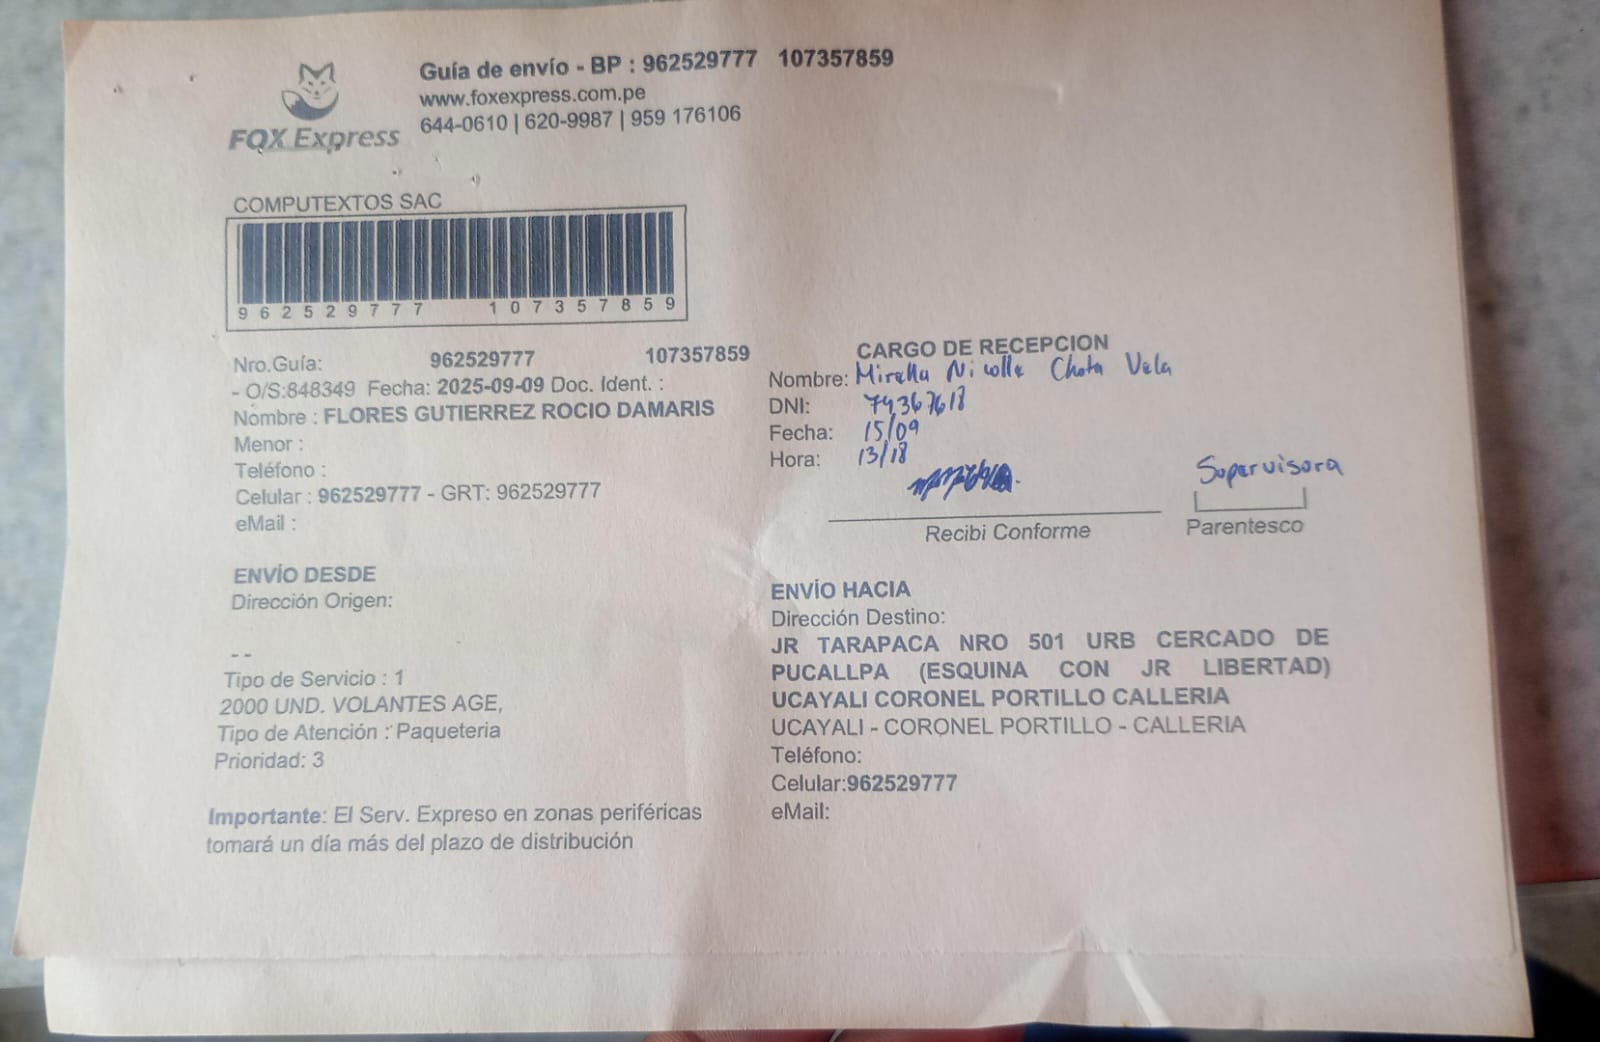 Guía de envío - BP : 962529777 107357859
www.foxexpress.com.pe
644-0610 | 620-9987 | 959 176106
FOX Express
COMPUTEXTOS SAC
962529777 107357859
Nro.Guía: 962529777 107357859
- O/S:848349 Fecha: 2025-09-09 Doc. Ident. :
Nombre : FLORES GUTIERREZ ROCIO DAMARIS
Menor :
Teléfono :
Celular : 962529777 - GRT: 962529777
eMail :
CARGO DE RECEPCION
Nombre: Mirella Nicolle Chota Vela
DNI: 74367618
Fecha: 15/09
Hora: 13/18
Supervisora
Recibi Conforme
Parentesco
ENVÍO DESDE
Dirección Origen:
- -
Tipo de Servicio : 1
2000 UND. VOLANTES AGE,
Tipo de Atención : Paqueteria
Prioridad: 3
Importante: El Serv. Expreso en zonas periféricas
tomará un día más del plazo de distribución
ENVÍO HACIA
Dirección Destino:
JR TARAPACA NRO 501 URB CERCADO DE
PUCALLPA (ESQUINA CON JR LIBERTAD)
UCAYALI CORONEL PORTILLO CALLERIA
UCAYALI - CORONEL PORTILLO - CALLERIA
Teléfono:
Celular:962529777
eMail: